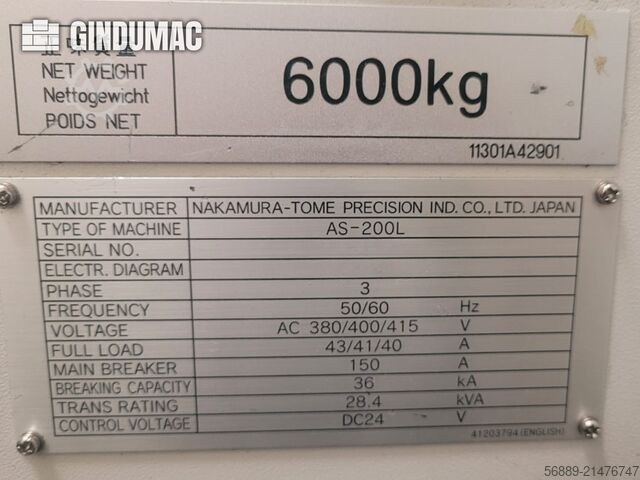 GINDUMAC
NET WEIGHT
Nettogewicht
POIDS NET
6000kg
11301A42901
MANUFACTURER NAKAMURA-TOME PRECISION IND. CO., LTD. JAPAN
TYPE OF MACHINE AS-200L
SERIAL NO.
ELECTR. DIAGRAM
PHASE 3
FREQUENCY 50/60 Hz
VOLTAGE AC 380/400/415 V
FULL LOAD 43/41/40 A
MAIN BREAKER 150 A
BREAKING CAPACITY 36 kA
TRANS RATING 28.4 kVA
CONTROL VOLTAGE DC24 V
41203794 (ENGLISH)
56889-21476747